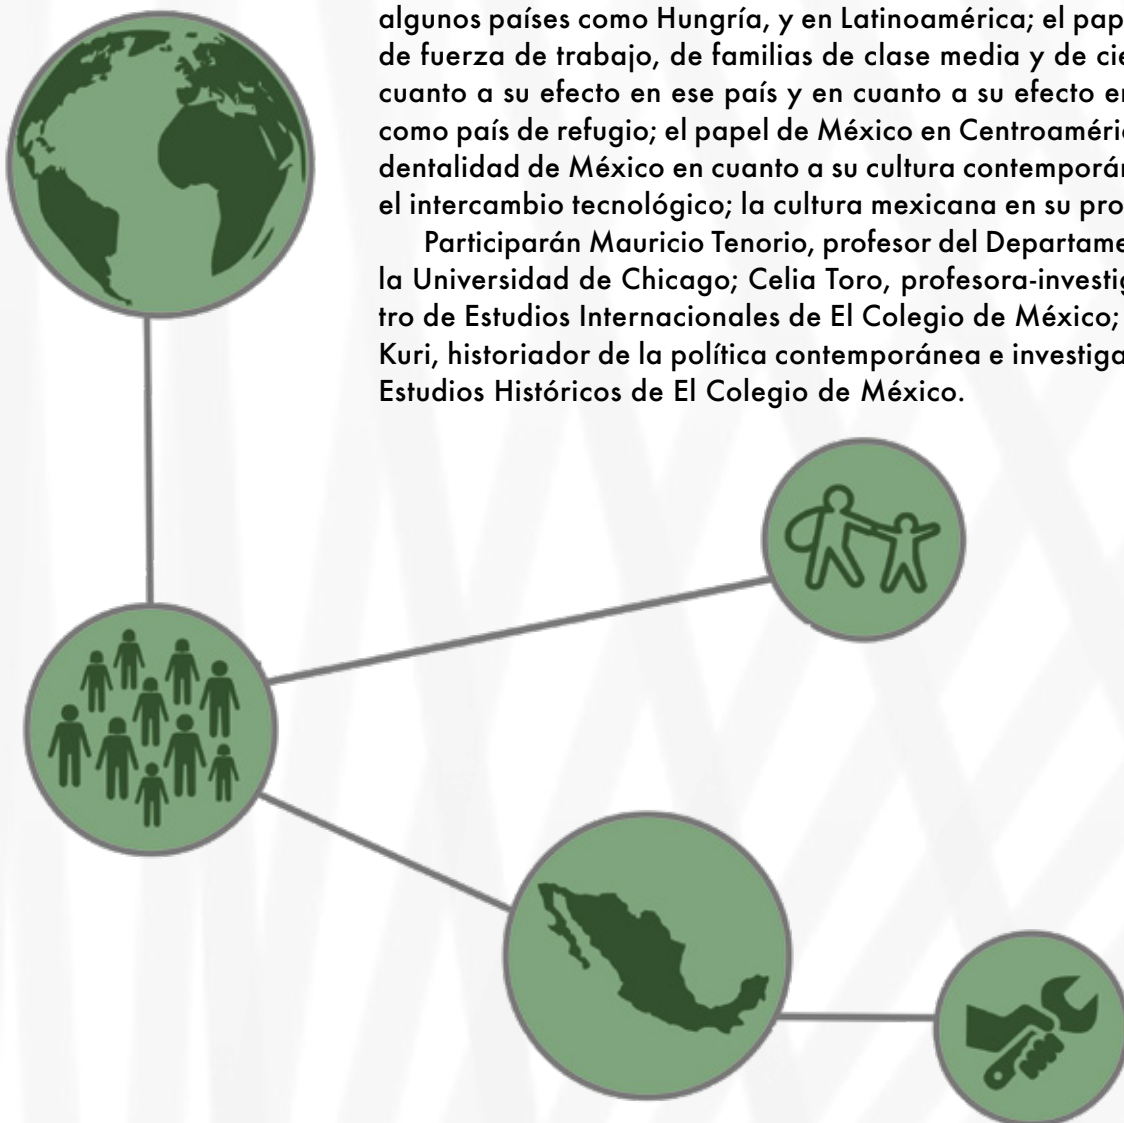 algunos países como Hungría, y en Latinoamérica; el pap
de fuerza de trabajo, de familias de clase media y de cie
cuanto a su efecto en ese país y en cuanto a su efecto en
como país de refugio; el papel de México en Centroaméric
dentalidad de México en cuanto a su cultura contemporán
el intercambio tecnológico; la cultura mexicana en su pro
Participarán Mauricio Tenorio, profesor del Departame
la Universidad de Chicago; Celia Toro, profesora-investig
tro de Estudios Internacionales de El Colegio de México;
Kuri, historiador de la política contemporánea e investiga
Estudios Históricos de El Colegio de México.